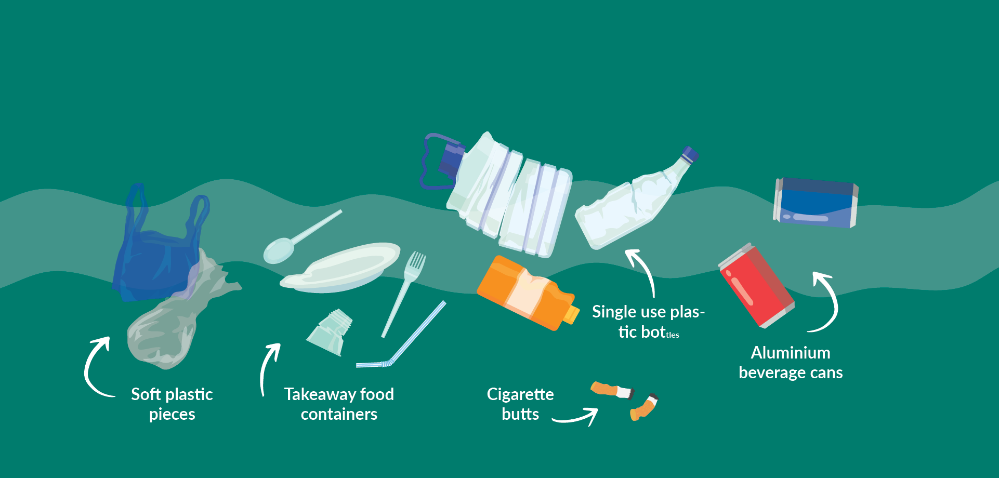 Single use plas-
tic bottles
Aluminium
beverage cans
Soft plastic
pieces
Takeaway food
containers
Cigarette
butts